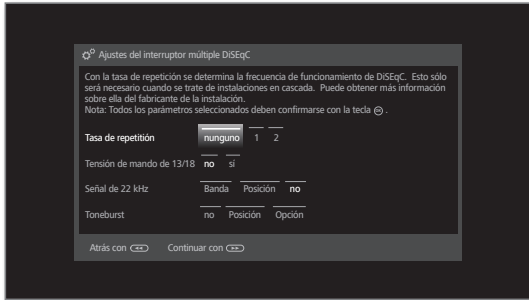 Ajustes del interruptor múltiple DiSEqC
Con la tasa de repetición se determina la frecuencia de funcionamiento de DiSEqC. Esto sólo
será necesario cuando se trate de instalaciones en cascada. Puede obtener más información
sobre ella del fabricante de la instalación.
Nota: Todos los parámetros seleccionados deben confirmarse con la tecla OK .
Tasa de repetitión nunguno 1 2
Tensión de mando de 13/18 no sí
Señal de 22 kHz Banda Posición no
Toneburst no Posición Opción
Atrás con Continuar con